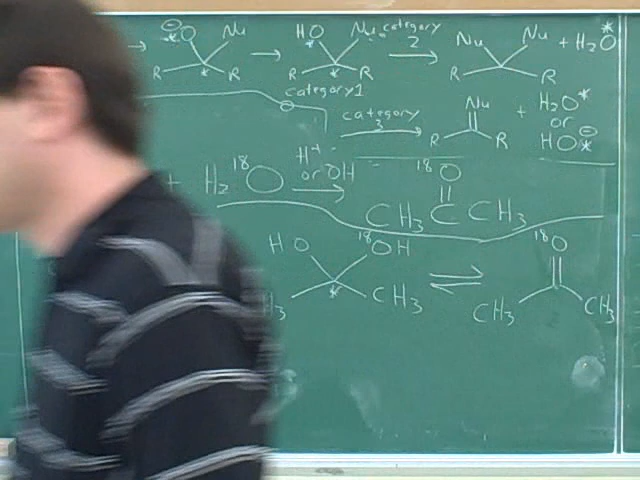 → ⊖O* Nu → HO* Nu category 2 → Nu Nu + H2O*
R * R R R R R
category 1
category 3 → Nu + H2O*
R R or
HO⊖*
+ H2 18O H+ or OH → 18O
CH3 C CH3
HO 18OH ⇌ 18O
H3 * CH3 CH3 CH3